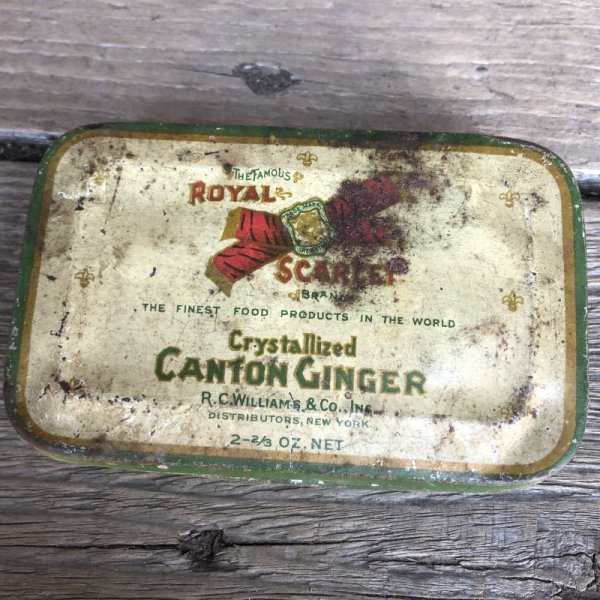 THE FAMOUS
ROYAL
SCARLET
BRAND
THE FINEST FOOD PRODUCTS IN THE WORLD
Crystallized
CANTON GINGER
R.C. WILLIAMS & CO., INC.
DISTRIBUTORS, NEW YORK
2-2/3 OZ. NET